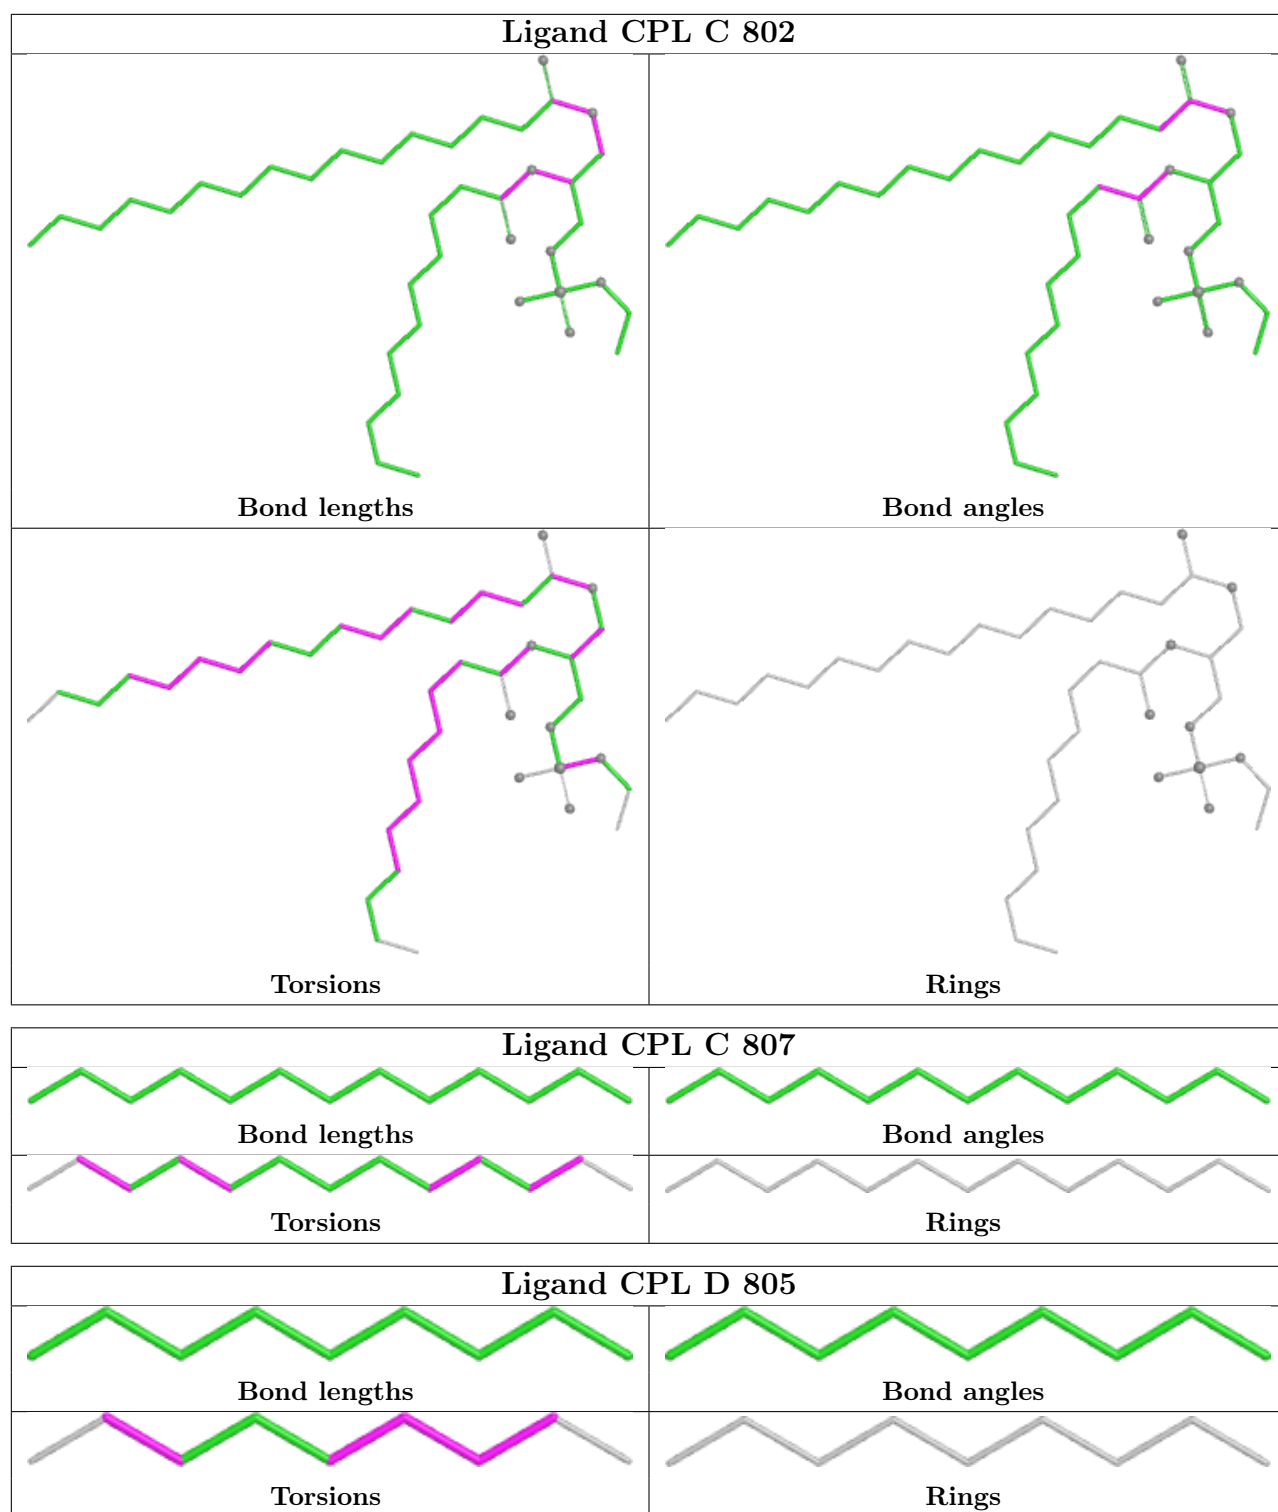 Ligand CPL C 802
Bond lengths
Bond angles
Torsions
Rings
Ligand CPL C 807
Bond lengths
Bond angles
Torsions
Rings
Ligand CPL D 805
Bond lengths
Bond angles
Torsions
Rings